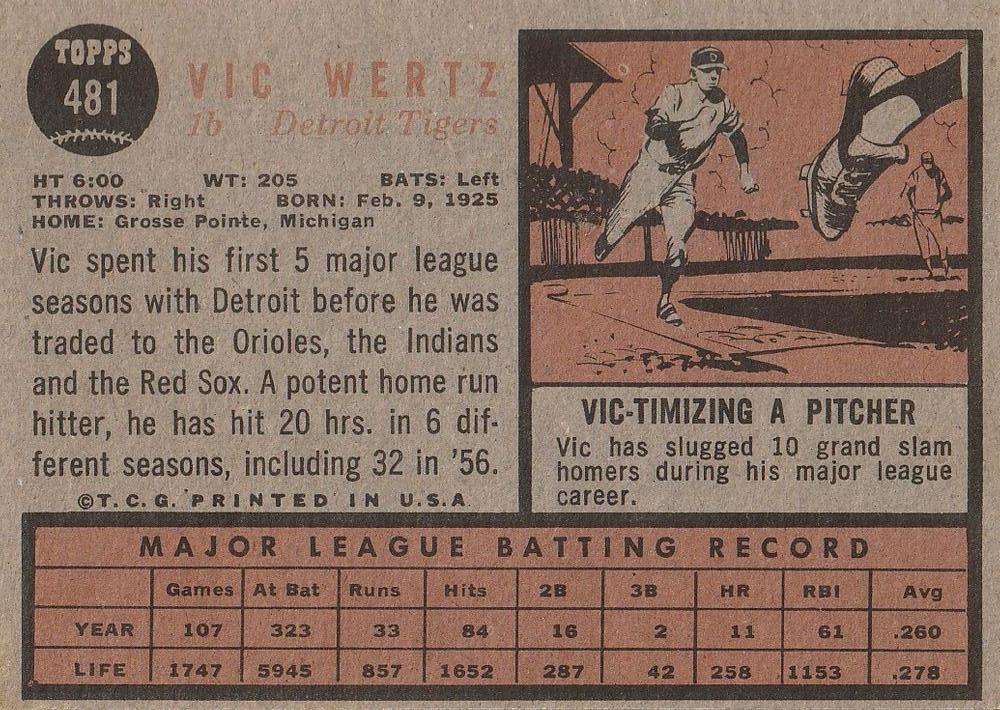 TOPPS
481
VIC WERTZ
1b Detroit Tigers
HT 6:00 WT: 205 BATS: Left
THROWS: Right BORN: Feb. 9, 1925
HOME: Grosse Pointe, Michigan
Vic spent his first 5 major league
seasons with Detroit before he was
traded to the Orioles, the Indians
and the Red Sox. A potent home run
hitter, he has hit 20 hrs. in 6 dif-
ferent seasons, including 32 in '56.
©T.C.G. PRINTED IN U.S.A.
VIC-TIMIZING A PITCHER
Vic has slugged 10 grand slam
homers during his major league
career.
MAJOR LEAGUE BATTING RECORD
Games At Bat Runs Hits 2B 3B HR RBI Avg
YEAR 107 323 33 84 16 2 11 61 .260
LIFE 1747 5945 857 1652 287 42 258 1153 .278